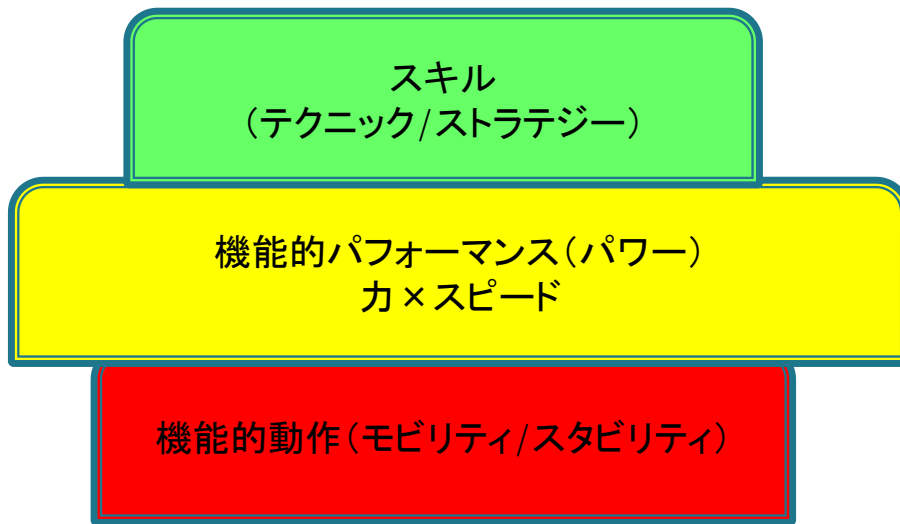 スキル
（テクニック/ストラテジー）
機能的パフォーマンス（パワー）
力×スピード
機能的動作（モビリティ/スタビリティ）